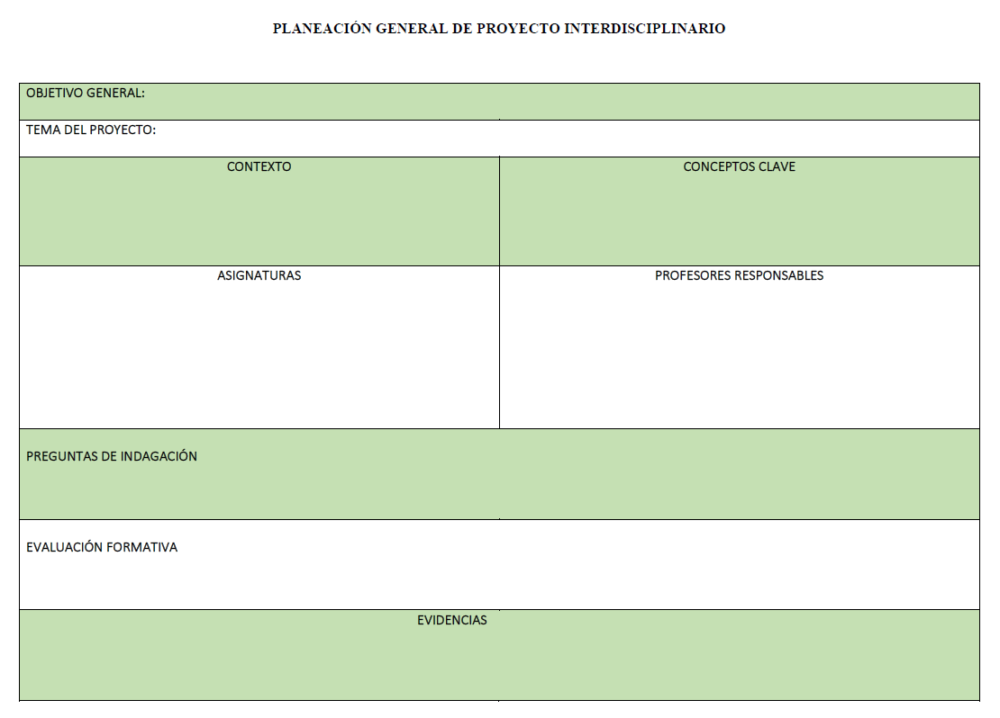 PLANEACIÓN GENERAL DE PROYECTO INTERDISCIPLINARIO
OBJETIVO GENERAL:
TEMA DEL PROYECTO:
CONTEXTO
CONCEPTOS CLAVE
ASIGNATURAS
PROFESORES RESPONSABLES
PREGUNTAS DE INDAGACIÓN
EVALUACIÓN FORMATIVA
EVIDENCIAS